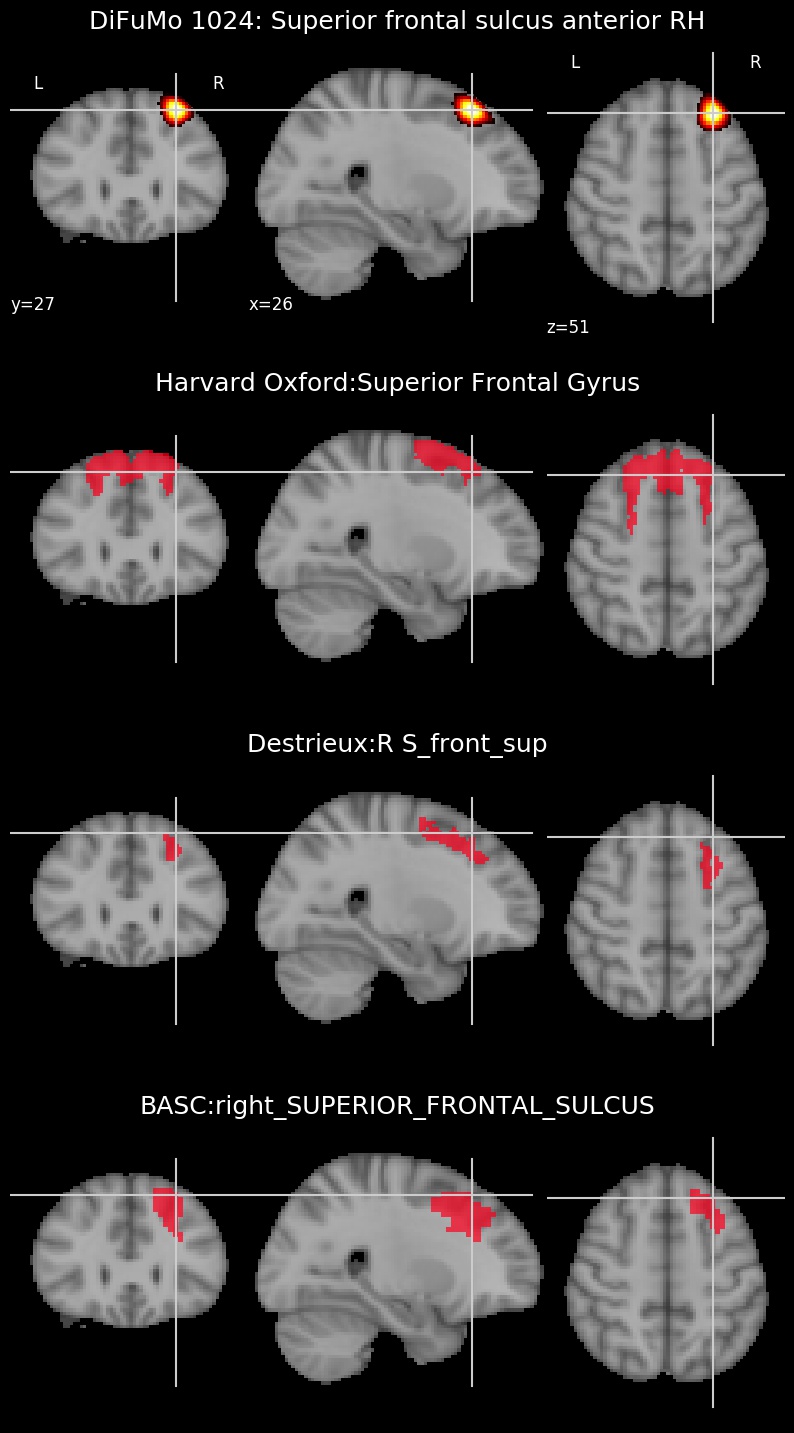 DiFuMo 1024: Superior frontal sulcus anterior RH
L R L R
y=27 x=26 z=51
Harvard Oxford:Superior Frontal Gyrus
Destrieux:R S_front_sup
BASC:right_SUPERIOR_FRONTAL_SULCUS